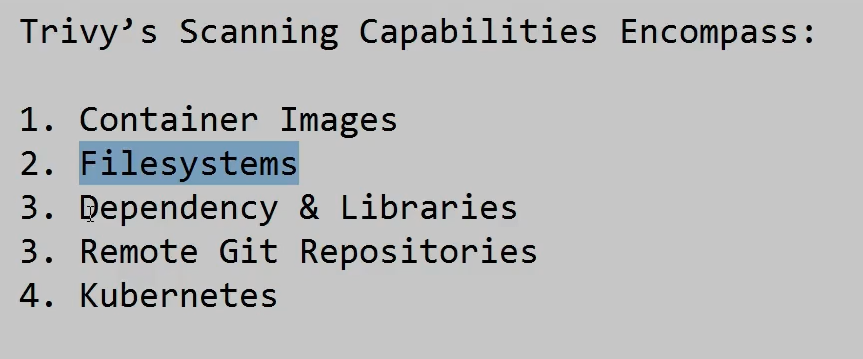 Trivy’s Scanning Capabilities Encompass:
1. Container Images
2. Filesystems
3. Dependency & Libraries
3. Remote Git Repositories
4. Kubernetes